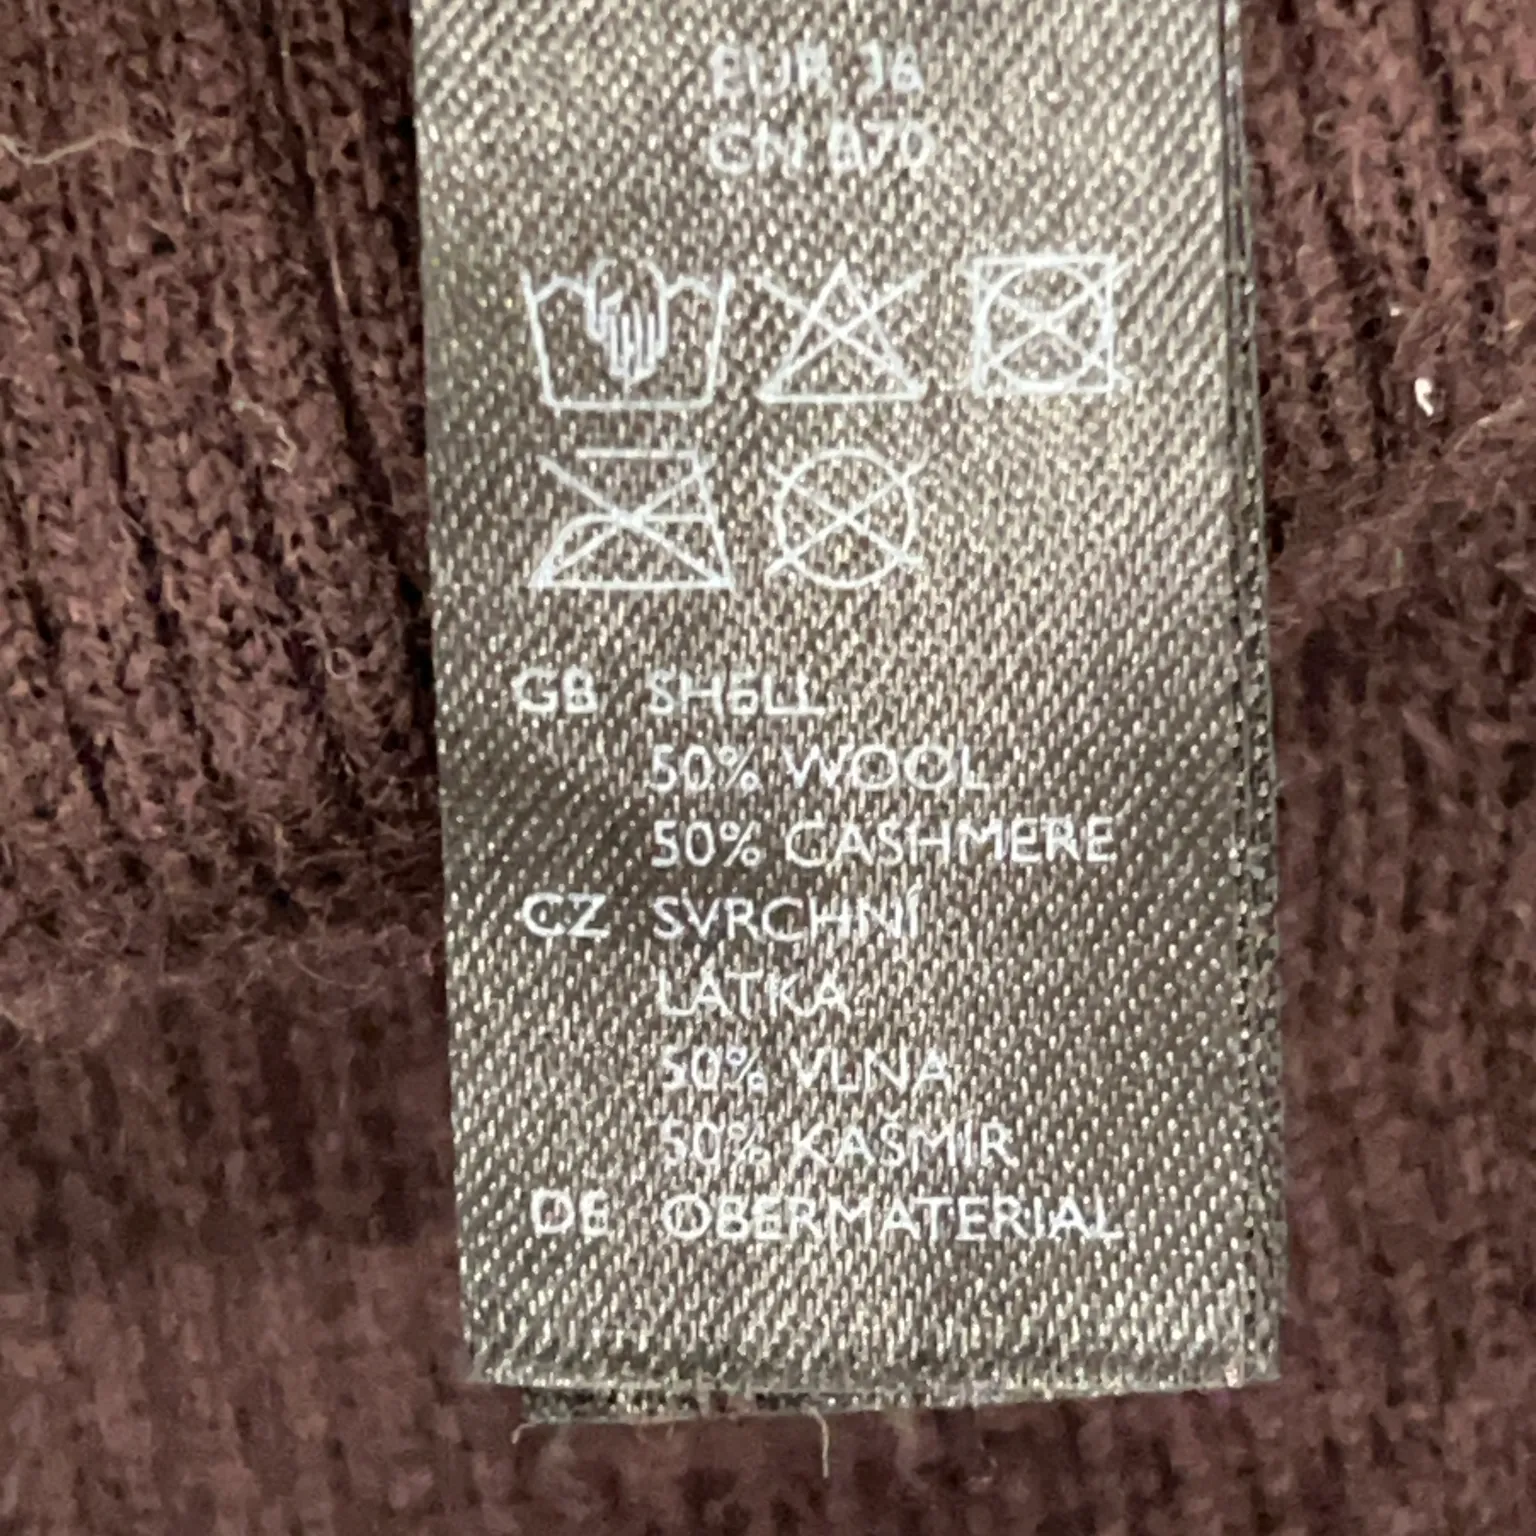 EUR 36
CN 870
GB SHELL
50% WOOL
50% CASHMERE
CZ SVRCHNÍ
LÁTKA
50% VLNA
50% KAŠMÍR
DE OBERMATERIAL